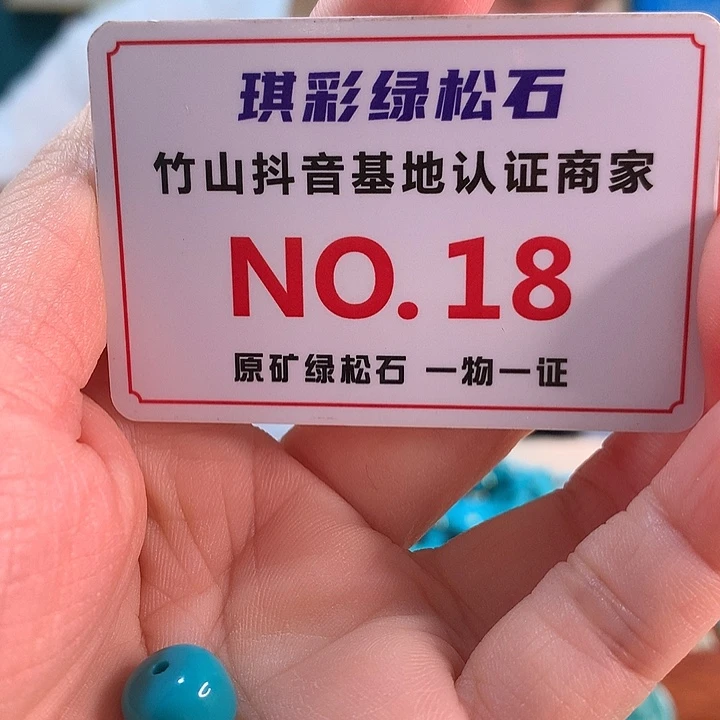 琪彩绿松石
竹山抖音基地认证商家
NO.18
原矿绿松石 一物一证